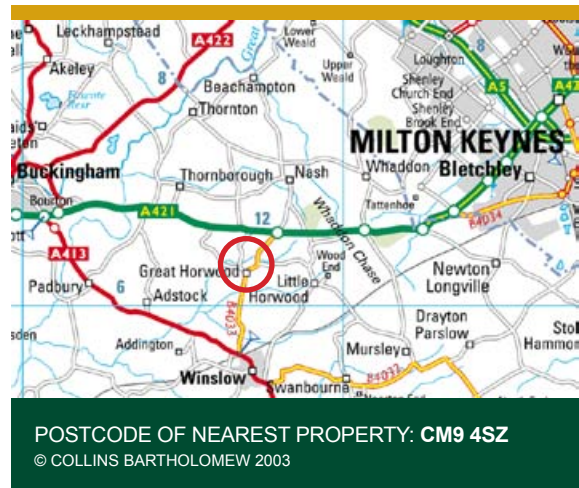 Leckhampstead
A422
Great
Lower
Weald
Akeley
8
Upper
Weald
Loughton
8
Beachampton
Shenley
Church End
A5
Thornton
Shenley
Brook End
MILTON KEYNES
Buckingham
Thornborough
Nash
Whaddon
Bletchley
Bourton
A421
12
Whaddon Chase
Tattenhoe
B4034
A413
Great Horwood
Wood
End
Padbury
6
Adstock
Little
Horwood
Newton
Longville
B4033
Drayton
Parslow
Addington
Mursley
Winslow
Swanbourne
B4032
POSTCODE OF NEAREST PROPERTY: CM9 4SZ
© COLLINS BARTHOLOMEW 2003